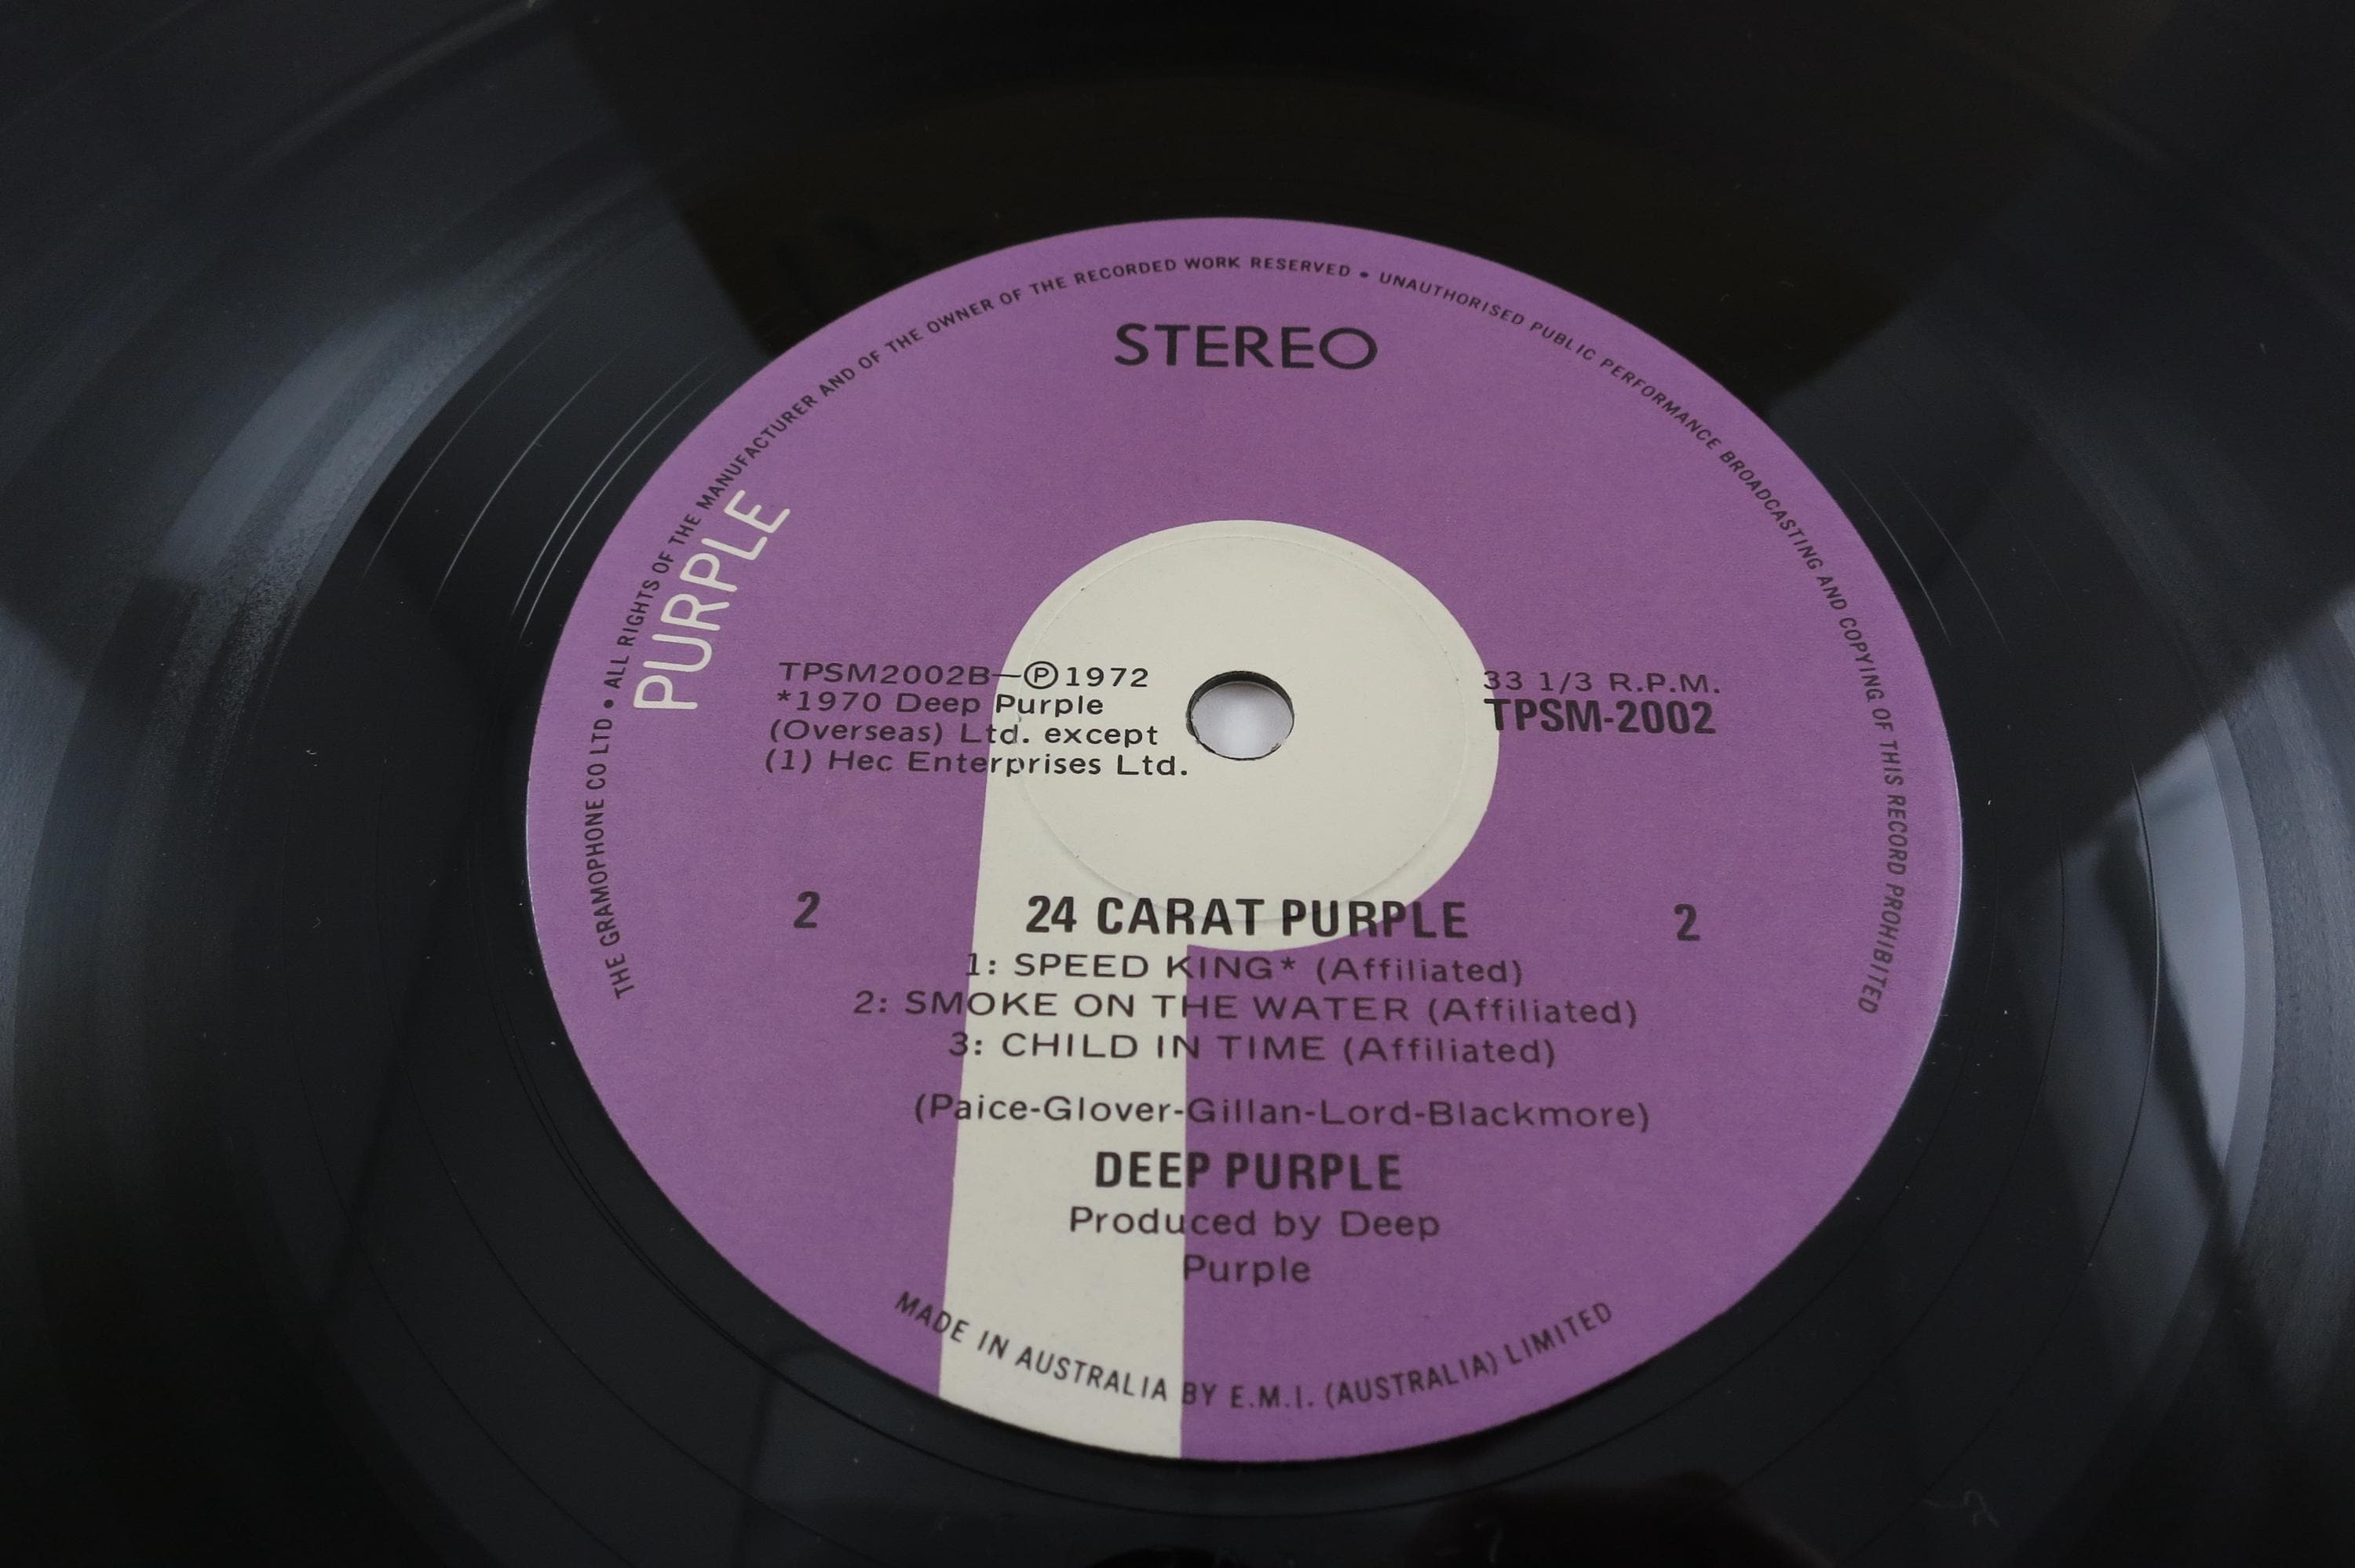 THE GRAMOPHONE CO LTD • ALL RIGHTS OF THE MANUFACTURER AND OF THE OWNER OF THE RECORDED WORK RESERVED • UNAUTHORISED PUBLIC PERFORMANCE BROADCASTING AND COPYING OF THIS RECORD PROHIBITED
STEREO
PURPLE
TPSM2002B—Ⓟ1972
*1970 Deep Purple
(Overseas) Ltd. except
(1) Hec Enterprises Ltd.
33 1/3 R.P.M.
TPSM-2002
2 24 CARAT PURPLE 2
1: SPEED KING* (Affiliated)
2: SMOKE ON THE WATER (Affiliated)
3: CHILD IN TIME (Affiliated)
(Paice-Glover-Gillan-Lord-Blackmore)
DEEP PURPLE
Produced by Deep
Purple
MADE IN AUSTRALIA BY E.M.I. (AUSTRALIA) LIMITED